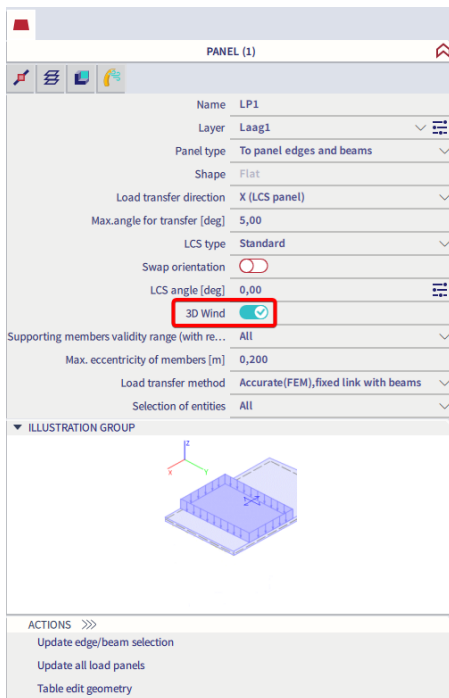 PANEL (1)
Name LP1
Layer Laag1
Panel type To panel edges and beams
Shape Flat
Load transfer direction X (LCS panel)
Max.angle for transfer [deg] 5,00
LCS type Standard
Swap orientation
LCS angle [deg] 0,00
3D Wind
Supporting members validity range (with re... All
Max. eccentricity of members [m] 0,200
Load transfer method Accurate(FEM),fixed link with beams
Selection of entities All
ILLUSTRATION GROUP
z
x
y
ACTIONS >>>
Update edge/beam selection
Update all load panels
Table edit geometry